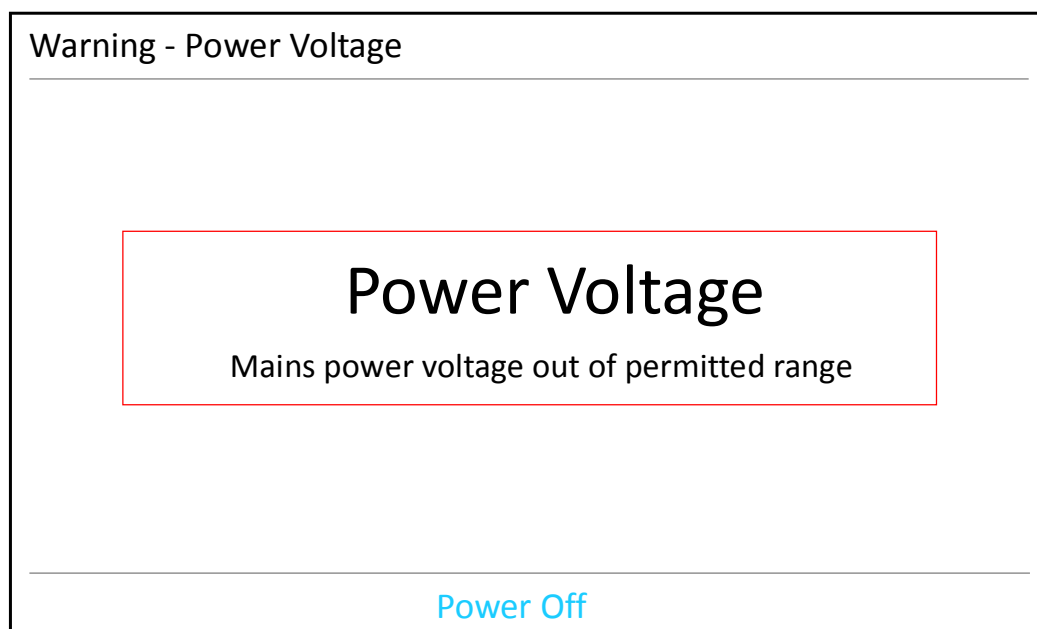 Warning - Power Voltage
Power Voltage
Mains power voltage out of permitted range
Power Off